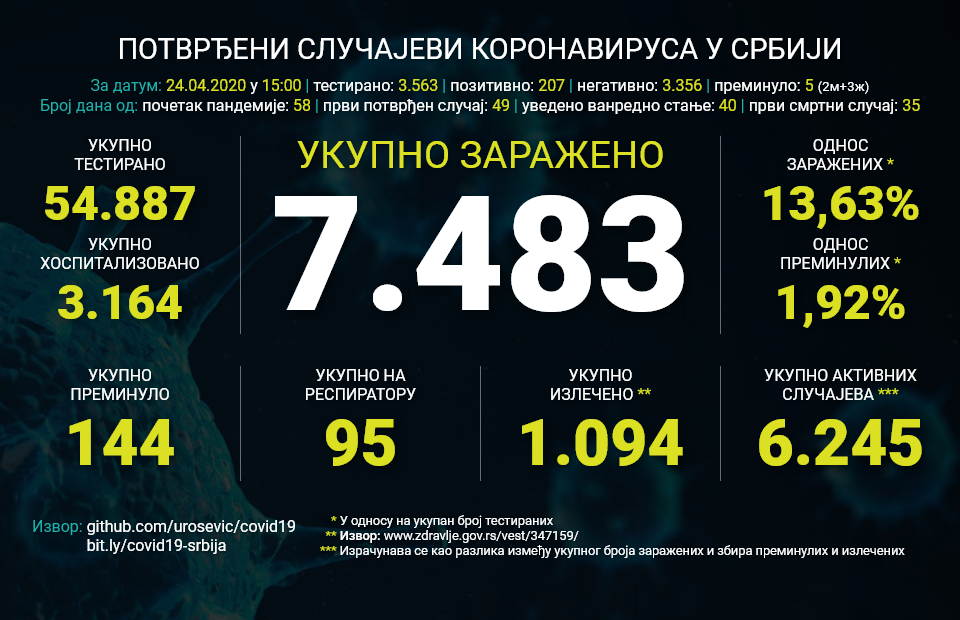 ПОТВРЂЕНИ СЛУЧАЈЕВИ КОРОНАВИРУСА У СРБИЈИ
За датум: 24.04.2020 у 15:00 | тестирано: 3.563 | позитивно: 207 | негативно: 3.356 | преминуло: 5 (2м+3ж)
Број дана од: почетак пандемије: 58 | први потврђен случај: 49 | уведено ванредно стање: 40 | први смртни случај: 35
УКУПНО
ТЕСТИРАНО
54.887
УКУПНО
ХОСПИТАЛИЗОВАНО
3.164
УКУПНО ЗАРАЖЕНО
7.483
ОДНОС
ЗАРАЖЕНИХ *
13,63%
ОДНОС
ПРЕМИНУЛИХ *
1,92%
УКУПНО
ПРЕМИНУЛО
144
УКУПНО НА
РЕСПИРАТОРУ
95
УКУПНО
ИЗЛЕЧЕНО **
1.094
УКУПНО АКТИВНИХ
СЛУЧАЈЕВА ***
6.245
Извор: github.com/urosevic/covid19
bit.ly/covid19-srbija
* У односу на укупан број тестираних
** Извор: www.zdravlje.gov.rs/vest/347159/
*** Израчунава се као разлика између укупног броја заражених и збира преминулих и излечених